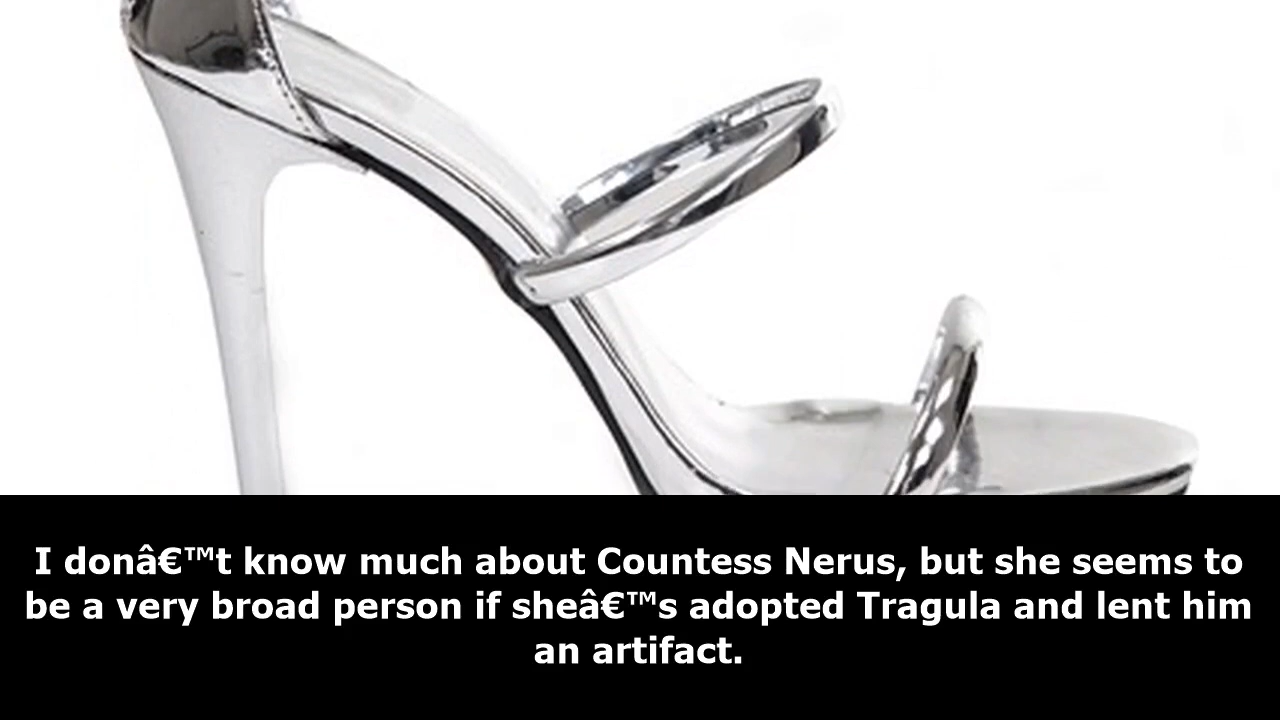 I donâ€™t know much about Countess Nerus, but she seems to
be a very broad person if sheâ€™s adopted Tragula and lent him
an artifact.